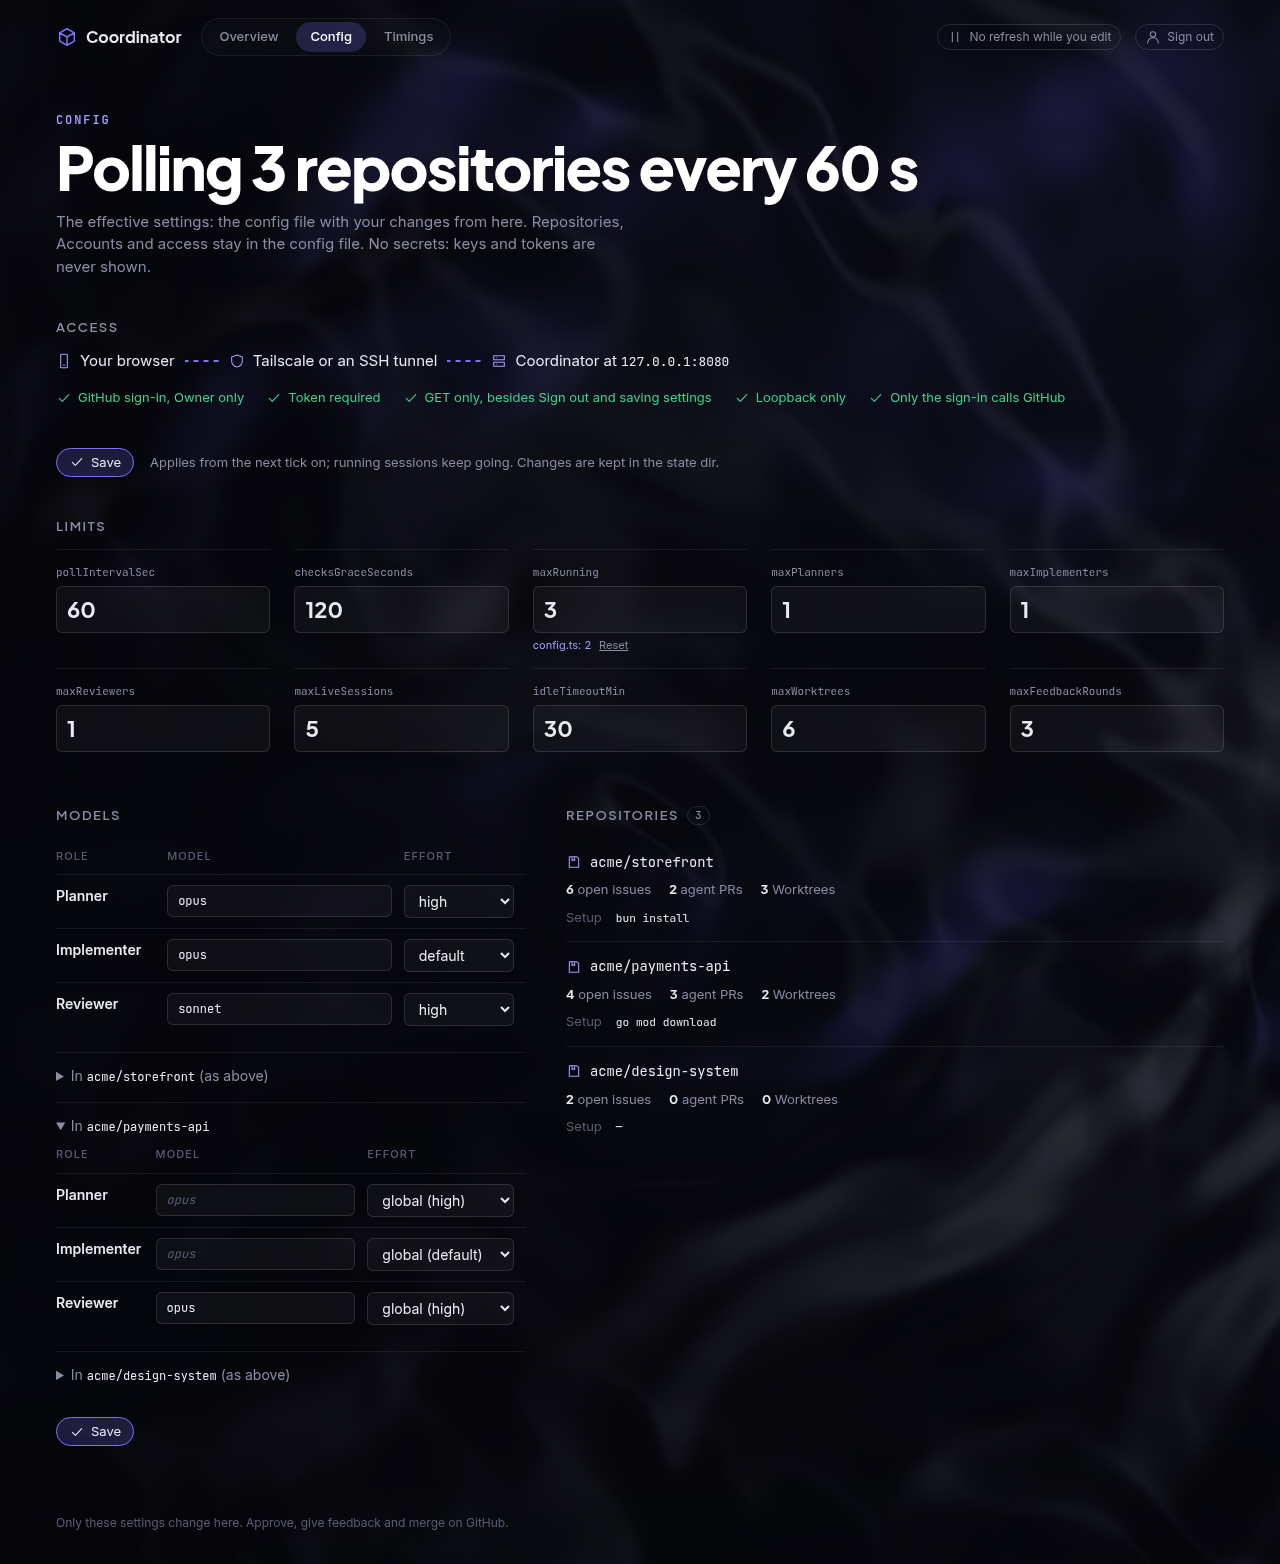 Coordinator Overview Config Timings No refresh while you edit Sign out
CONFIG
Polling 3 repositories every 60 s
The effective settings: the config file with your changes from here. Repositories,
Accounts and access stay in the config file. No secrets: keys and tokens are
never shown.
ACCESS
Your browser Tailscale or an SSH tunnel Coordinator at 127.0.0.1:8080
GitHub sign-in, Owner only Token required GET only, besides Sign out and saving settings Loopback only Only the sign-in calls GitHub
Save Applies from the next tick on; running sessions keep going. Changes are kept in the state dir.
LIMITS
pollIntervalSec checksGraceSeconds maxRunning maxPlanners maxImplementers
60 120 3 1 1
config.ts: 2 Reset
maxReviewers maxLiveSessions idleTimeoutMin maxWorktrees maxFeedbackRounds
1 5 30 6 3
MODELS
ROLE MODEL EFFORT
Planner opus high
Implementer opus default
Reviewer sonnet high
In acme/storefront (as above)
In acme/payments-api
ROLE MODEL EFFORT
Planner opus global (high)
Implementer opus global (default)
Reviewer opus global (high)
In acme/design-system (as above)
Save
REPOSITORIES 3
acme/storefront
6 open issues 2 agent PRs 3 Worktrees
Setup bun install
acme/payments-api
4 open issues 3 agent PRs 2 Worktrees
Setup go mod download
acme/design-system
2 open issues 0 agent PRs 0 Worktrees
Setup —
Only these settings change here. Approve, give feedback and merge on GitHub.